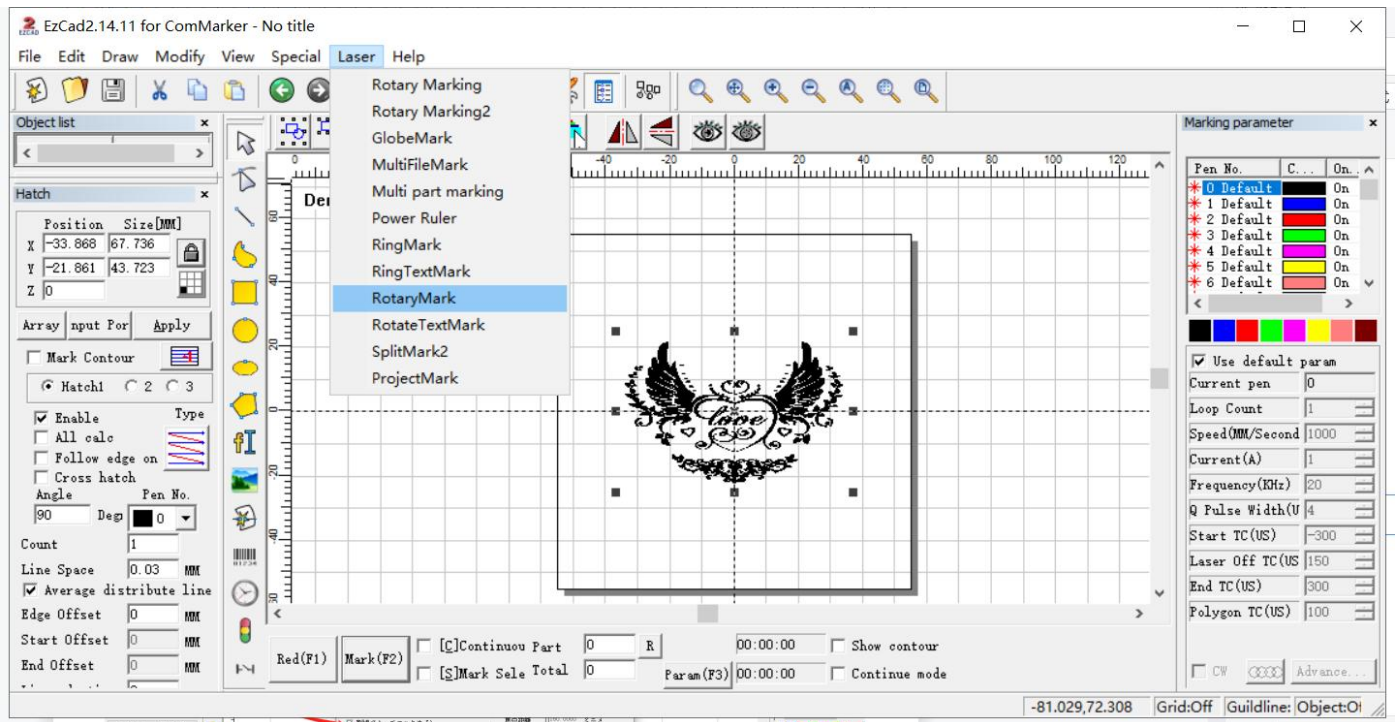 EzCad2.14.11 for ComMarker - No title
File Edit Draw Modify View Special Laser Help
Object list
Hatch
Position Size[MM]
X -33.868 67.736
Y -21.861 43.723
Z 0
Array nput Por Apply
Mark Contour
Hatch1 2 3
Enable Type
All calc
Follow edge on
Cross hatch
Angle Pen No.
90 Deg 0
Count 1
Line Space 0.03 MM
Average distribute line
Edge Offset 0 MM
Start Offset 0 MM
End Offset 0 MM
Rotary Marking
Rotary Marking2
GlobeMark
MultiFileMark
Multi part marking
Power Ruler
RingMark
RingTextMark
RotaryMark
RotateTextMark
SplitMark2
ProjectMark
0 -40 -20 0 20 40 60 80 100 120
love
Marking parameter
Pen No. C... On..
0 Default On
1 Default On
2 Default On
3 Default On
4 Default On
5 Default On
6 Default On
Use default param
Current pen 0
Loop Count 1
Speed(MM/Second 1000
Current(A) 1
Frequency(KHz) 20
Q Pulse Width(U 4
Start TC(US) -300
Laser Off TC(US 150
End TC(US) 300
Polygon TC(US) 100
CW Advance...
Red(F1) Mark(F2) [C]Continuou Part 0 R 00:00:00 Show contour
[S]Mark Sele Total 0 Param(F3) 00:00:00 Continue mode
-81.029,72.308 Grid:Off Guildline: Object:O